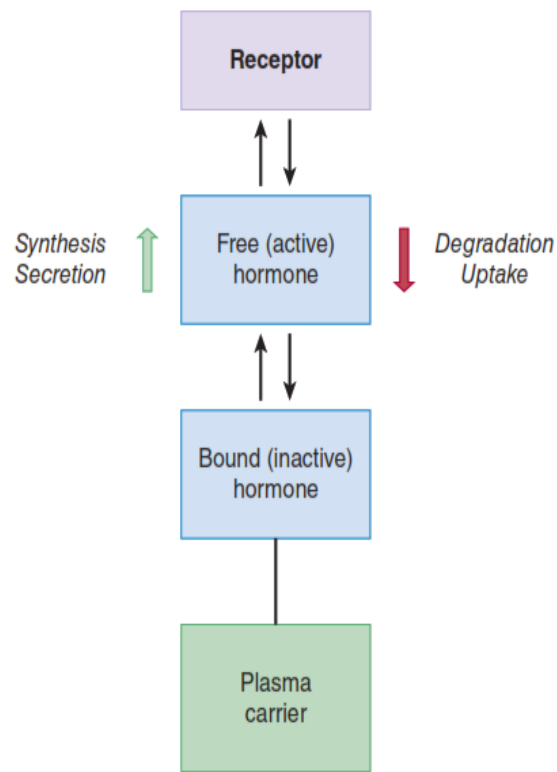 Receptor
Synthesis
Secretion
Free (active)
hormone
Degradation
Uptake
Bound (inactive)
hormone
Plasma
carrier